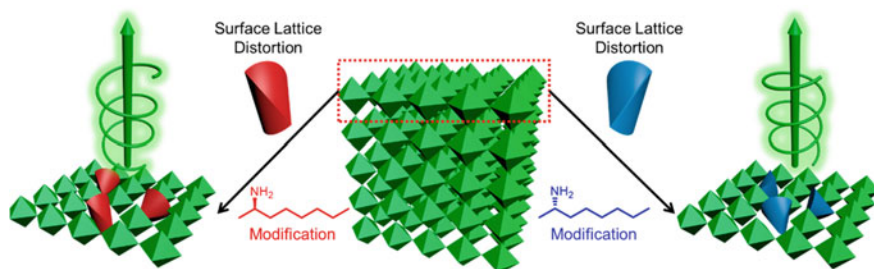 Surface Lattice
Distortion
Surface Lattice
Distortion
NH2
Modification
NH2
Modification